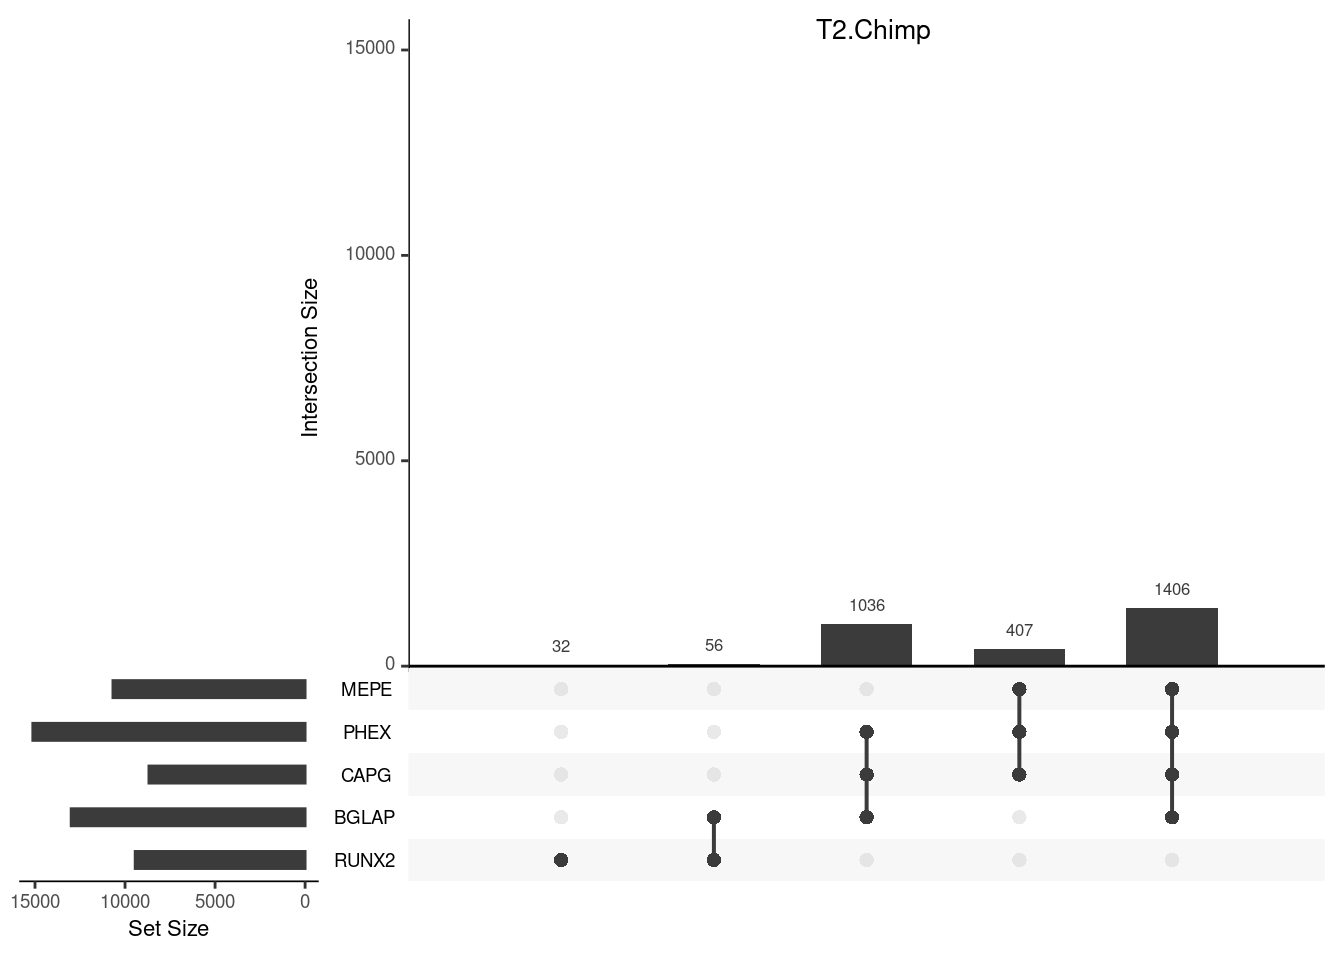 T2.Chimp
15000
10000
5000
0
Intersection Size
32
56
1036
407
1406
MEPE
PHEX
CAPG
BGLAP
RUNX2
15000 10000 5000 0
Set Size